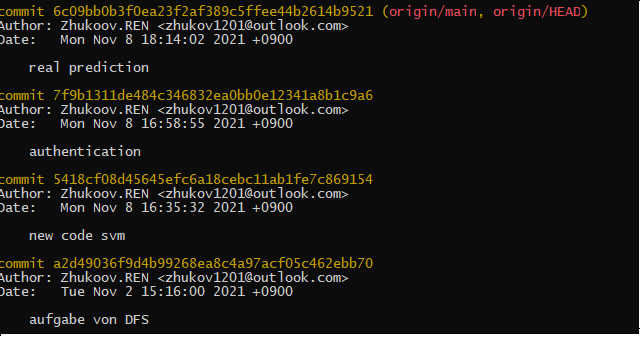 commit 6c09bb0b3f0ea23f2af389c5ffee44b2614b9521 (origin/main, origin/HEAD)
Author: Zhukoov.REN <zhukov1201@outlook.com>
Date:   Mon Nov 8 18:14:02 2021 +0900
real prediction
commit 7f9b1311de484c346832ea0bb0e12341a8b1c9a6
Author: Zhukoov.REN <zhukov1201@outlook.com>
Date:   Mon Nov 8 16:58:55 2021 +0900
authentication
commit 5418cf08d45645efc6a18cebc11ab1fe7c869154
Author: Zhukoov.REN <zhukov1201@outlook.com>
Date:   Mon Nov 8 16:35:32 2021 +0900
new code svm
commit a2d49036f9d4b99268ea8c4a97acf05c462ebb70
Author: Zhukoov.REN <zhukov1201@outlook.com>
Date:   Tue Nov 2 15:16:00 2021 +0900
aufgabe von DFS